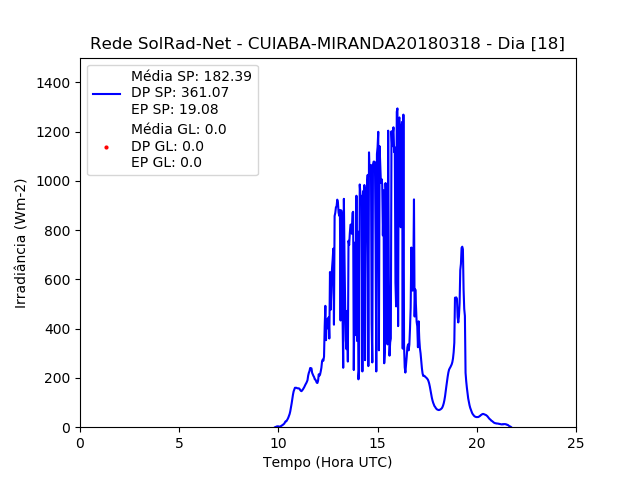 Rede SolRad-Net - CUIABA-MIRANDA20180318 - Dia [18]
Média SP: 182.39
DP SP: 361.07
EP SP: 19.08
Média GL: 0.0
DP GL: 0.0
EP GL: 0.0
Irradiância (Wm-2)
1400
1200
1000
800
600
400
200
0
0 5 10 15 20 25
Tempo (Hora UTC)